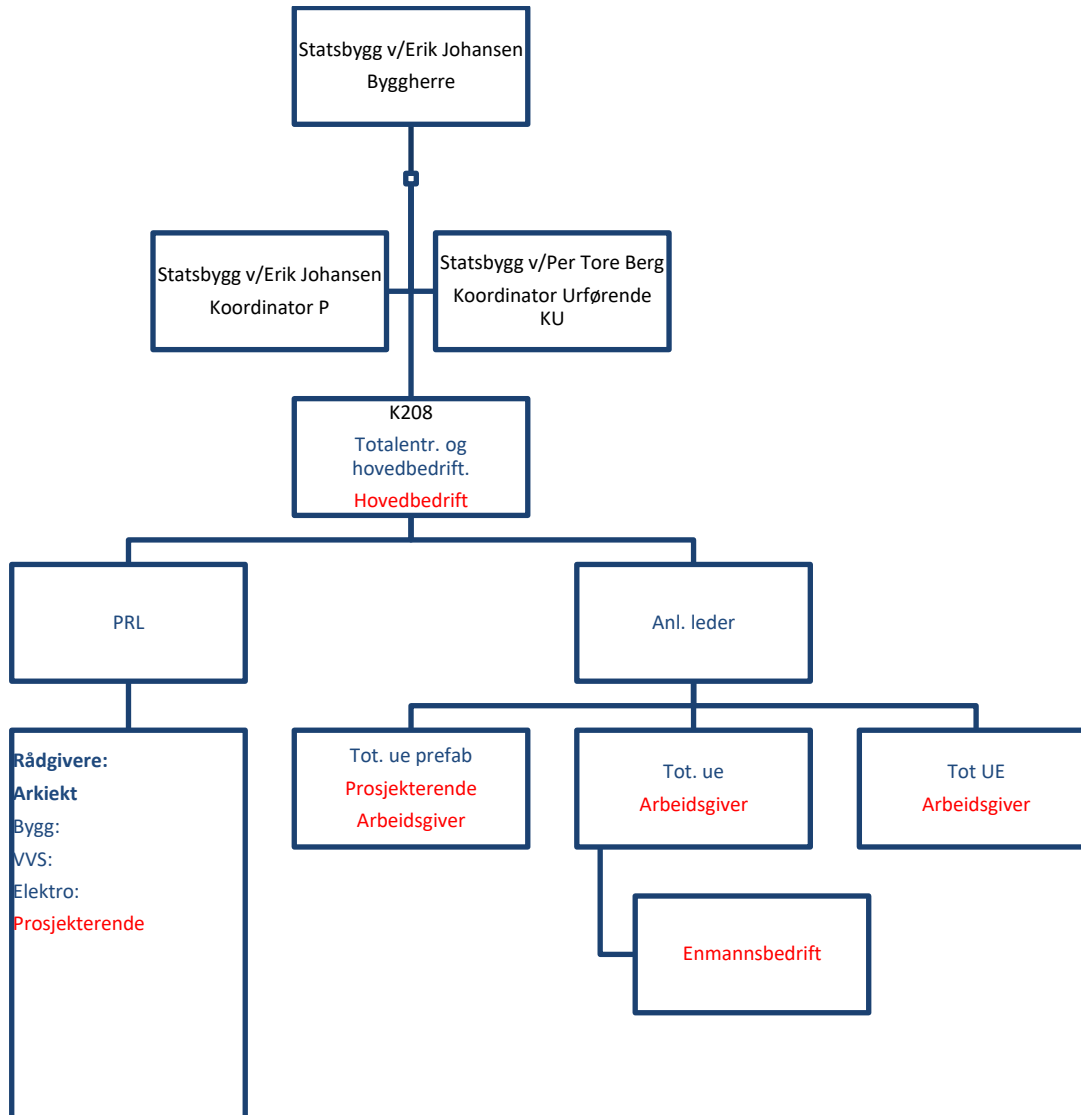 Statsbygg v/Erik Johansen
Byggherre
Statsbygg v/Erik Johansen
Koordinator P
Statsbygg v/Per Tore Berg
Koordinator Urførende
KU
K208
Totalentr. og
hovedbedrift.
Hovedbedrift
PRL
Anl. leder
Rådgivere:
Arkiekt
Bygg:
VVS:
Elektro:
Prosjekterende
Tot. ue prefab
Prosjekterende
Arbeidsgiver
Tot. ue
Arbeidsgiver
Tot UE
Arbeidsgiver
Enmannsbedrift